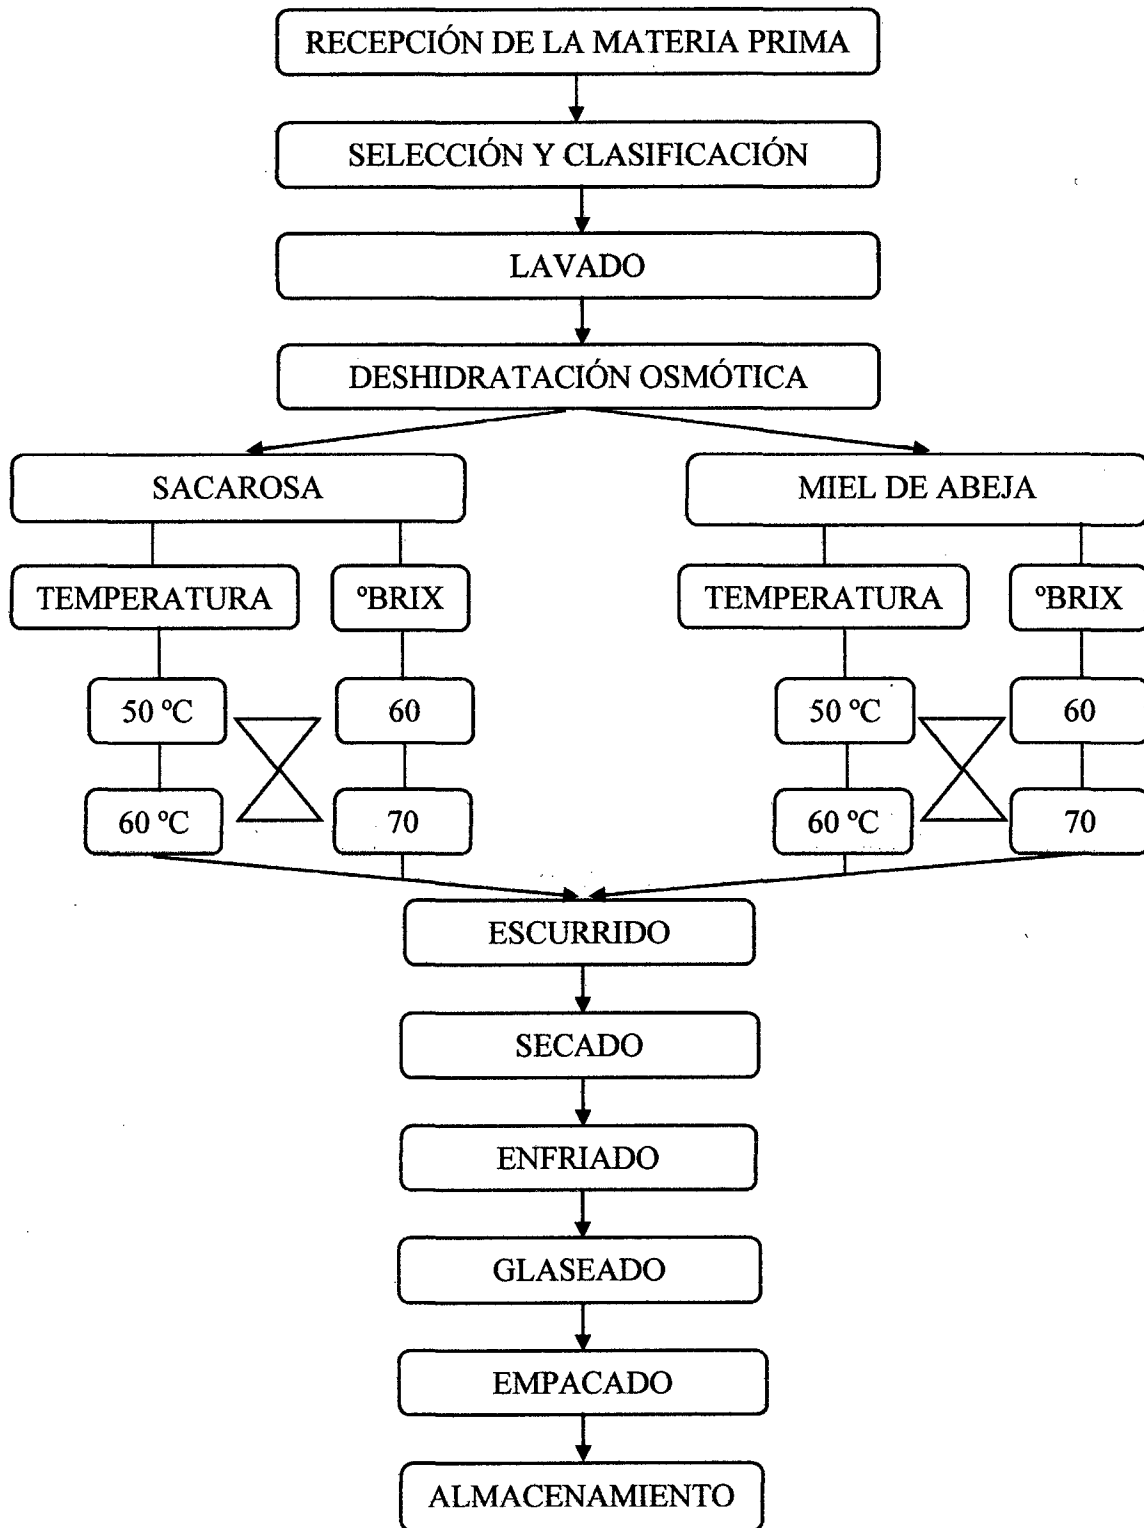 RECEPCIÓN DE LA MATERIA PRIMA
SELECCIÓN Y CLASIFICACIÓN
LAVADO
DESHIDRATACIÓN OSMÓTICA
SACAROSA
MIEL DE ABEJA
TEMPERATURA
ºBRIX
TEMPERATURA
ºBRIX
50 ºC
60
50 ºC
60
60 ºC
70
60 ºC
70
ESCURRIDO
SECADO
ENFRIADO
GLASEADO
EMPACADO
ALMACENAMIENTO